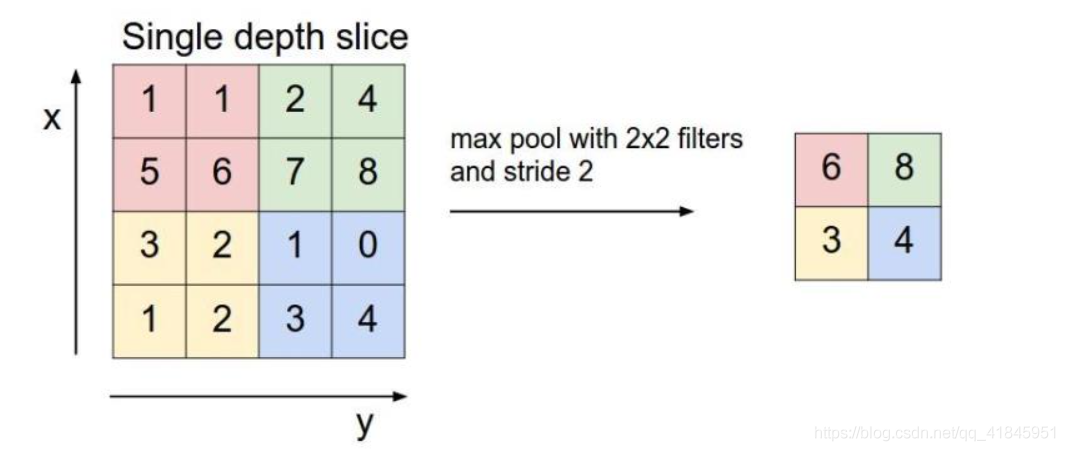 Single depth slice
x
1 1 2 4
5 6 7 8
3 2 1 0
1 2 3 4
y
max pool with 2x2 filters
and stride 2
6 8
3 4
https://blog.csdn.net/qq_41845951